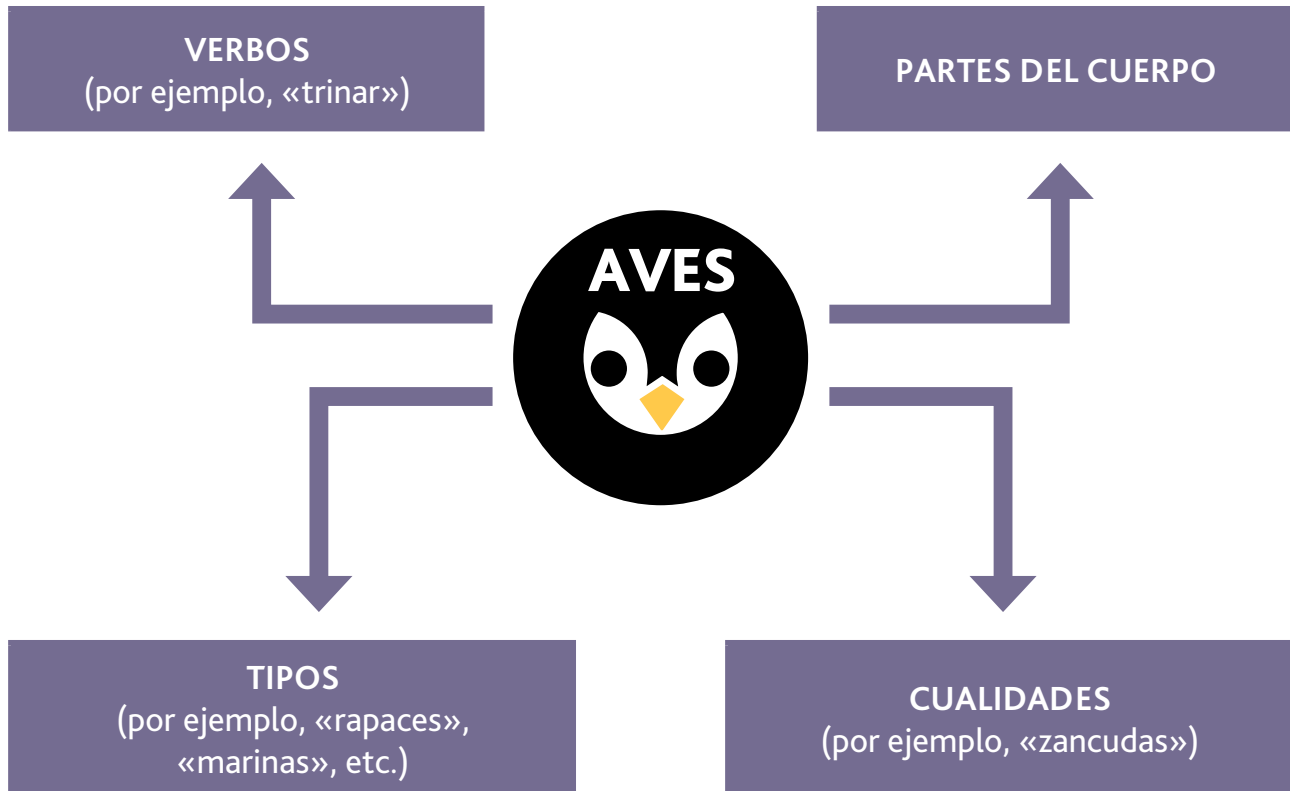 VERBOS
(por ejemplo, «trinar»)
PARTES DEL CUERPO
AVES
TIPOS
(por ejemplo, «rapaces»,
«marinas», etc.)
CUALIDADES
(por ejemplo, «zancudas»)